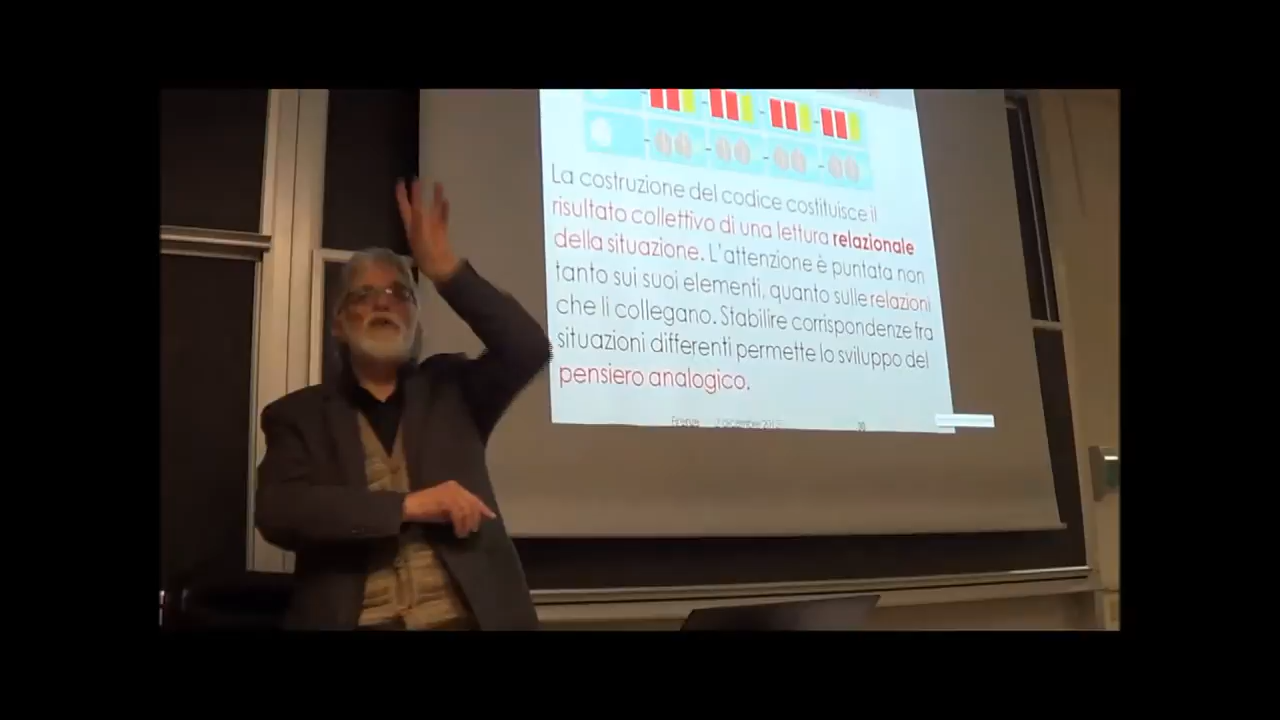 La costruzione del codice costituisce il
risultato collettivo di una lettura relazionale
della situazione. L'attenzione è puntata non
tanto sui suoi elementi, quanto sulle relazioni
che li collegano. Stabilire corrispondenze fra
situazioni differenti permette lo sviluppo del
pensiero analogico.
Firenze